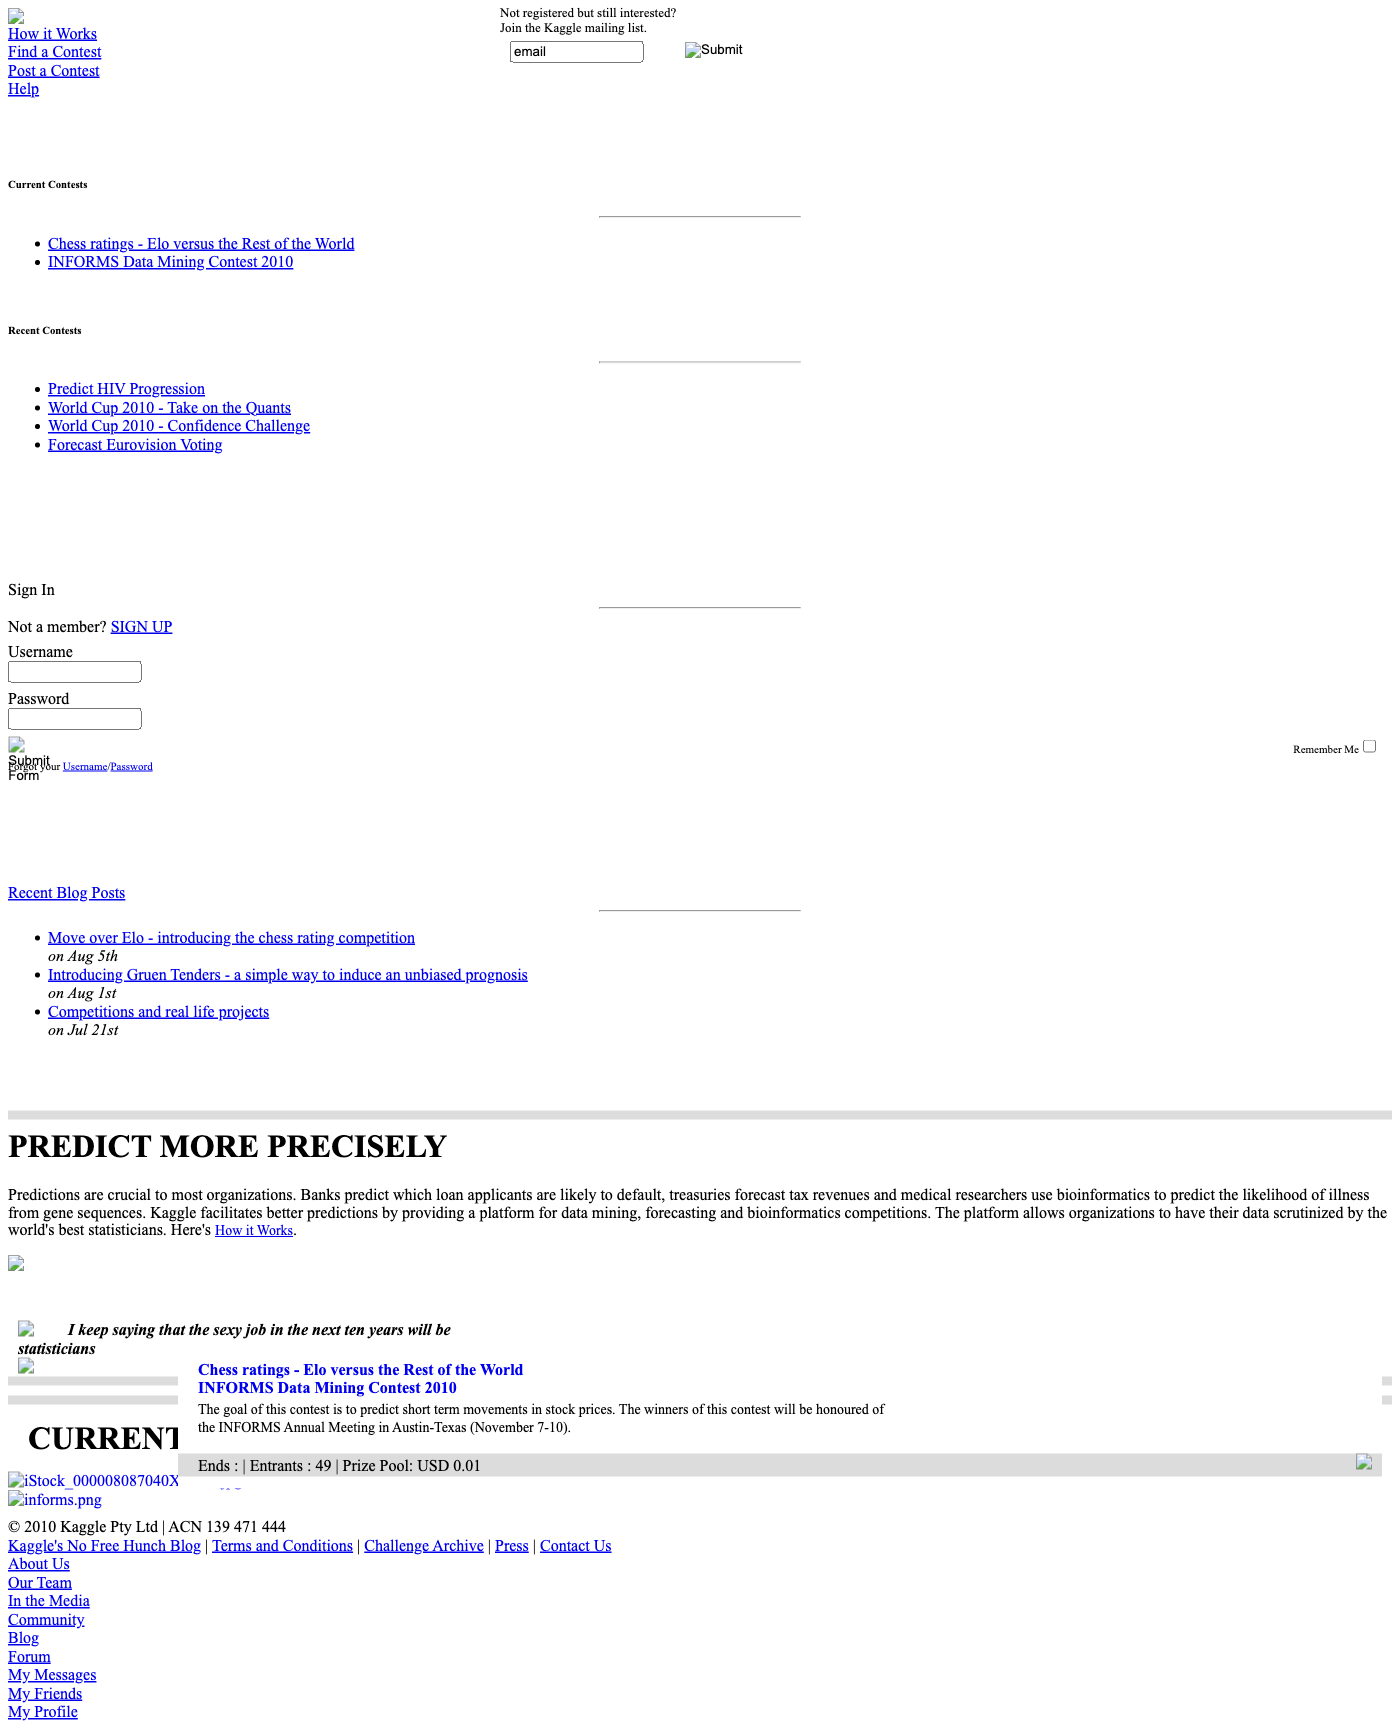 How it Works
Find a Contest
Post a Contest
Help
Not registered but still interested?
Join the Kaggle mailing list.
email
Submit
Current Contests
Chess ratings - Elo versus the Rest of the World
INFORMS Data Mining Contest 2010
Recent Contests
Predict HIV Progression
World Cup 2010 - Take on the Quants
World Cup 2010 - Confidence Challenge
Forecast Eurovision Voting
Sign In
Not a member? SIGN UP
Username
Password
Submit
Form
Remember Me
Forgot your Username/Password
Recent Blog Posts
Move over Elo - introducing the chess rating competition
on Aug 5th
Introducing Gruen Tenders - a simple way to induce an unbiased prognosis
on Aug 1st
Competitions and real life projects
on Jul 21st
PREDICT MORE PRECISELY
Predictions are crucial to most organizations. Banks predict which loan applicants are likely to default, treasuries forecast tax revenues and medical researchers use bioinformatics to predict the likelihood of illness
from gene sequences. Kaggle facilitates better predictions by providing a platform for data mining, forecasting and bioinformatics competitions. The platform allows organizations to have their data scrutinized by the
world's best statisticians. Here's How it Works.
I keep saying that the sexy job in the next ten years will be
statisticians
Chess ratings - Elo versus the Rest of the World
INFORMS Data Mining Contest 2010
The goal of this contest is to predict short term movements in stock prices. The winners of this contest will be honoured of
the INFORMS Annual Meeting in Austin-Texas (November 7-10).
CURRENT
Ends : | Entrants : 49 | Prize Pool: USD 0.01
iStock_000008087040X
informs.png
© 2010 Kaggle Pty Ltd | ACN 139 471 444
Kaggle's No Free Hunch Blog | Terms and Conditions | Challenge Archive | Press | Contact Us
About Us
Our Team
In the Media
Community
Blog
Forum
My Messages
My Friends
My Profile